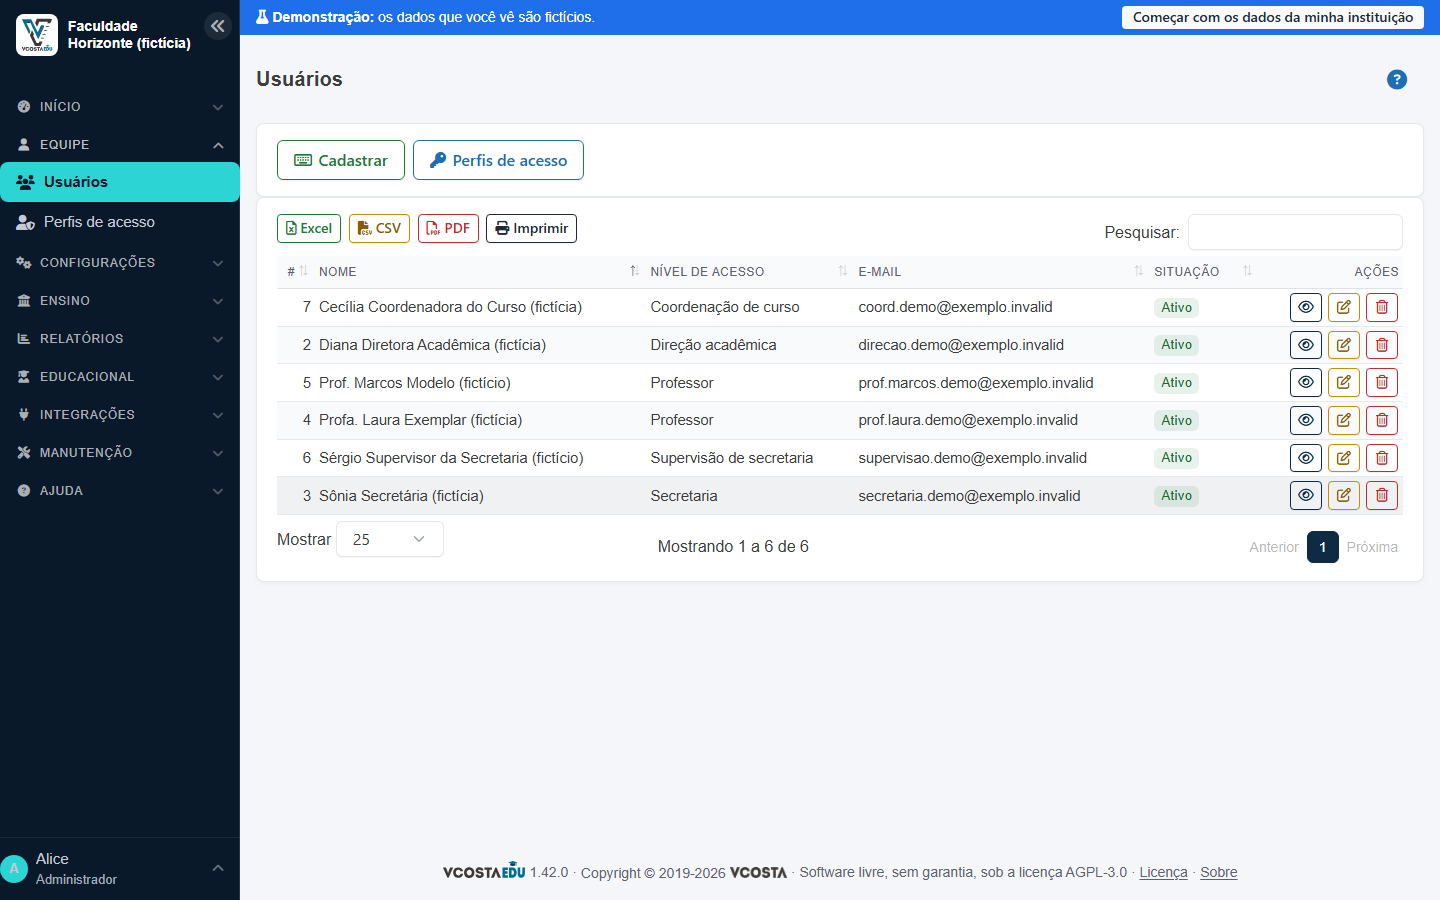 VCOSTAEDU
Faculdade
Horizonte (fictícia)
INÍCIO
EQUIPE
Usuários
Perfis de acesso
CONFIGURAÇÕES
ENSINO
RELATÓRIOS
EDUCACIONAL
INTEGRAÇÕES
MANUTENÇÃO
AJUDA
A
Alice
Administrador
Demonstração: os dados que você vê são fictícios.
Começar com os dados da minha instituição
Usuários
?
Cadastrar
Perfis de acesso
Excel
CSV
PDF
Imprimir
Pesquisar:
# NOME NÍVEL DE ACESSO E-MAIL SITUAÇÃO AÇÕES
7 Cecília Coordenadora do Curso (fictícia) Coordenação de curso coord.demo@exemplo.invalid Ativo
2 Diana Diretora Acadêmica (fictícia) Direção acadêmica direcao.demo@exemplo.invalid Ativo
5 Prof. Marcos Modelo (fictício) Professor prof.marcos.demo@exemplo.invalid Ativo
4 Profa. Laura Exemplar (fictícia) Professor prof.laura.demo@exemplo.invalid Ativo
6 Sérgio Supervisor da Secretaria (fictício) Supervisão de secretaria supervisao.demo@exemplo.invalid Ativo
3 Sônia Secretária (fictícia) Secretaria secretaria.demo@exemplo.invalid Ativo
Mostrar 25
Mostrando 1 a 6 de 6
Anterior 1 Próxima
VCOSTAEDU 1.42.0 · Copyright © 2019-2026 VCOSTA · Software livre, sem garantia, sob a licença AGPL-3.0 · Licença · Sobre